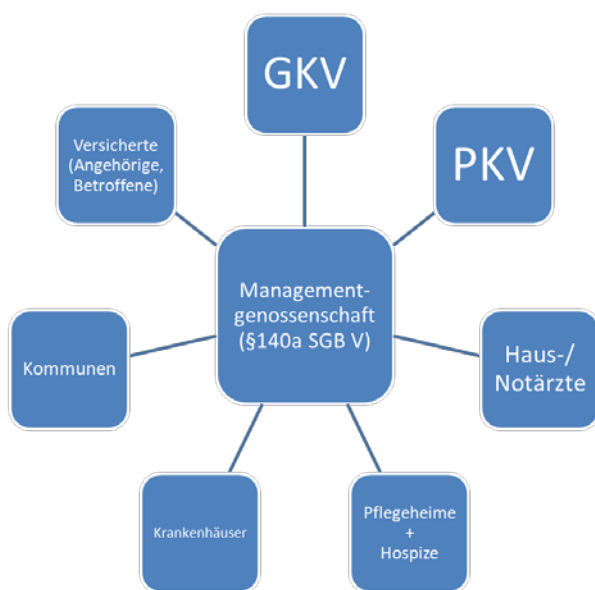 GKV
Versicherte
(Angehörige,
Betroffene)
PKV
Management-
genossenschaft
(§140a SGB V)
Kommunen
Haus-/
Notärzte
Krankenhäuser
Pflegeheime
+
Hospize